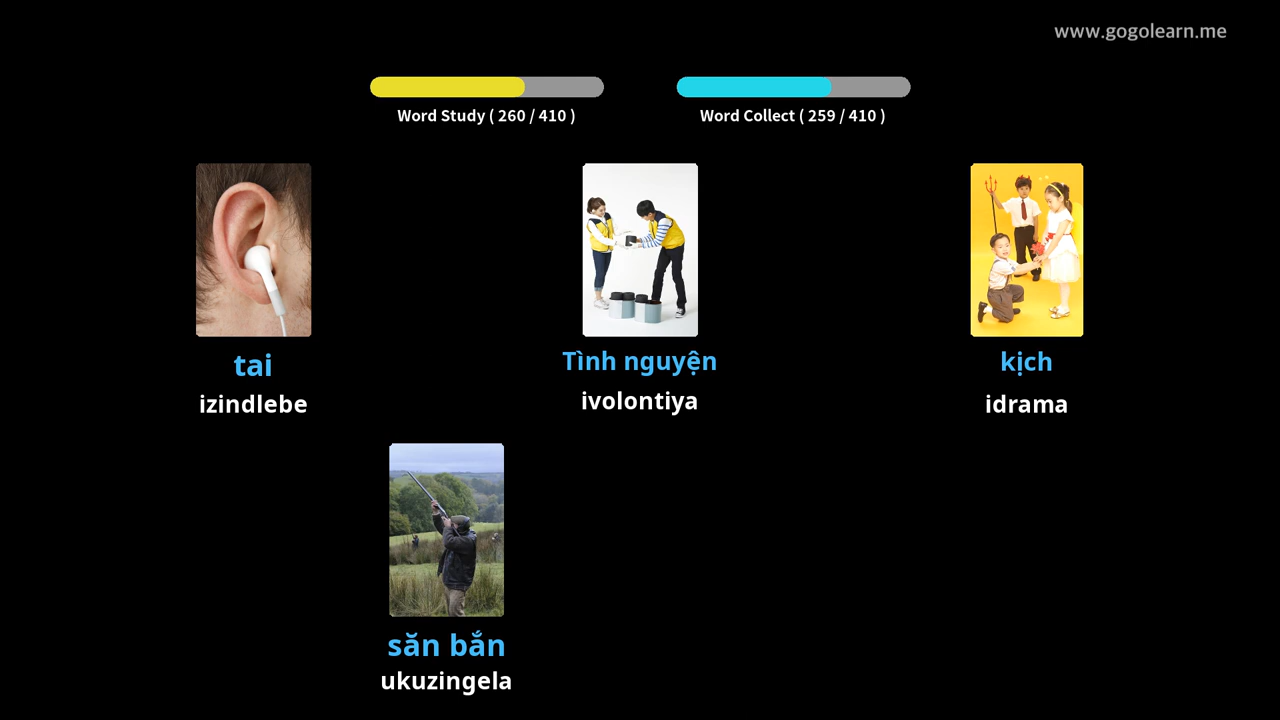 www.gogolearn.me
Word Study ( 260 / 410 )
Word Collect ( 259 / 410 )
tai
izindlebe
Tình nguyện
ivolontiya
kịch
idrama
săn bắn
ukuzingela